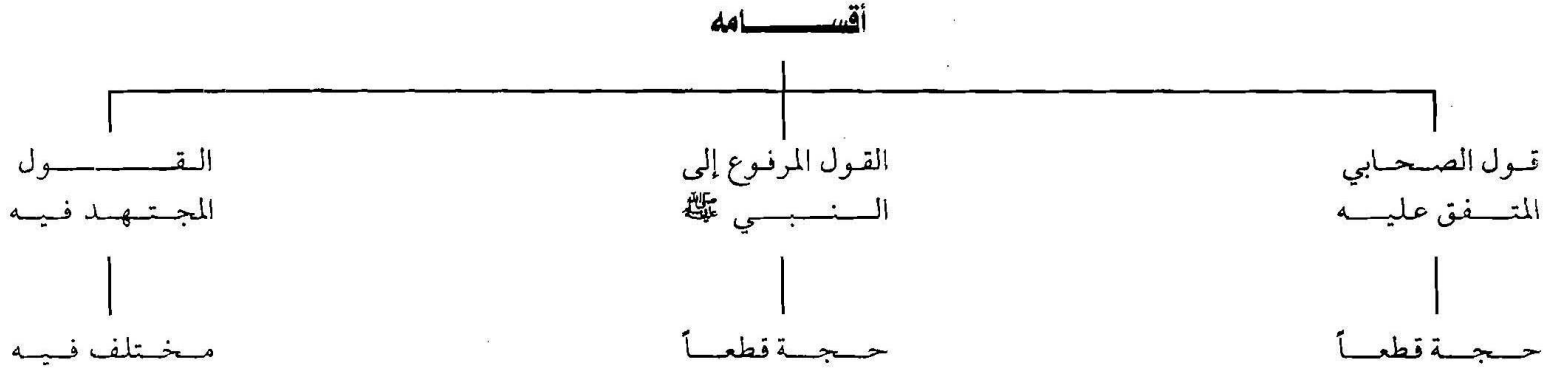 أقسامه
قول الصحابي
المتفق عليه
القول المرفوع إلى
النبي ﷺ
القول
المجتهد فيه
حجة قطعاً
حجة قطعاً
مختلف فيه